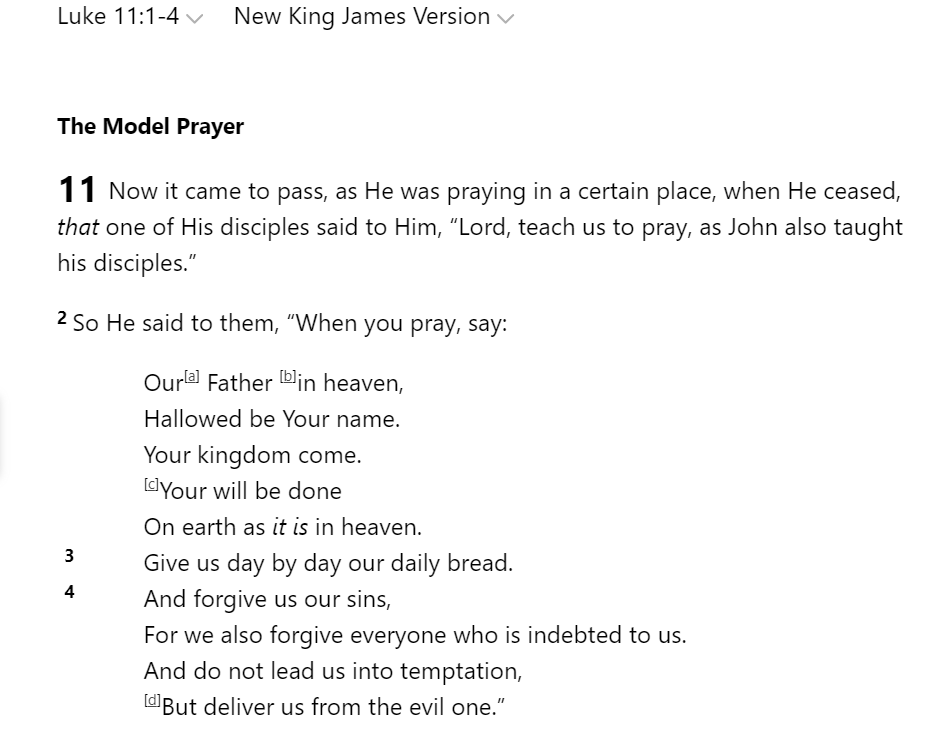 Luke 11:1-4 New King James Version
The Model Prayer
11 Now it came to pass, as He was praying in a certain place, when He ceased,
that one of His disciples said to Him, “Lord, teach us to pray, as John also taught
his disciples.”
2 So He said to them, “When you pray, say:
Our[a] Father [b]in heaven,
Hallowed be Your name.
Your kingdom come.
[c]Your will be done
On earth as it is in heaven.
3 Give us day by day our daily bread.
4 And forgive us our sins,
For we also forgive everyone who is indebted to us.
And do not lead us into temptation,
[d]But deliver us from the evil one.”